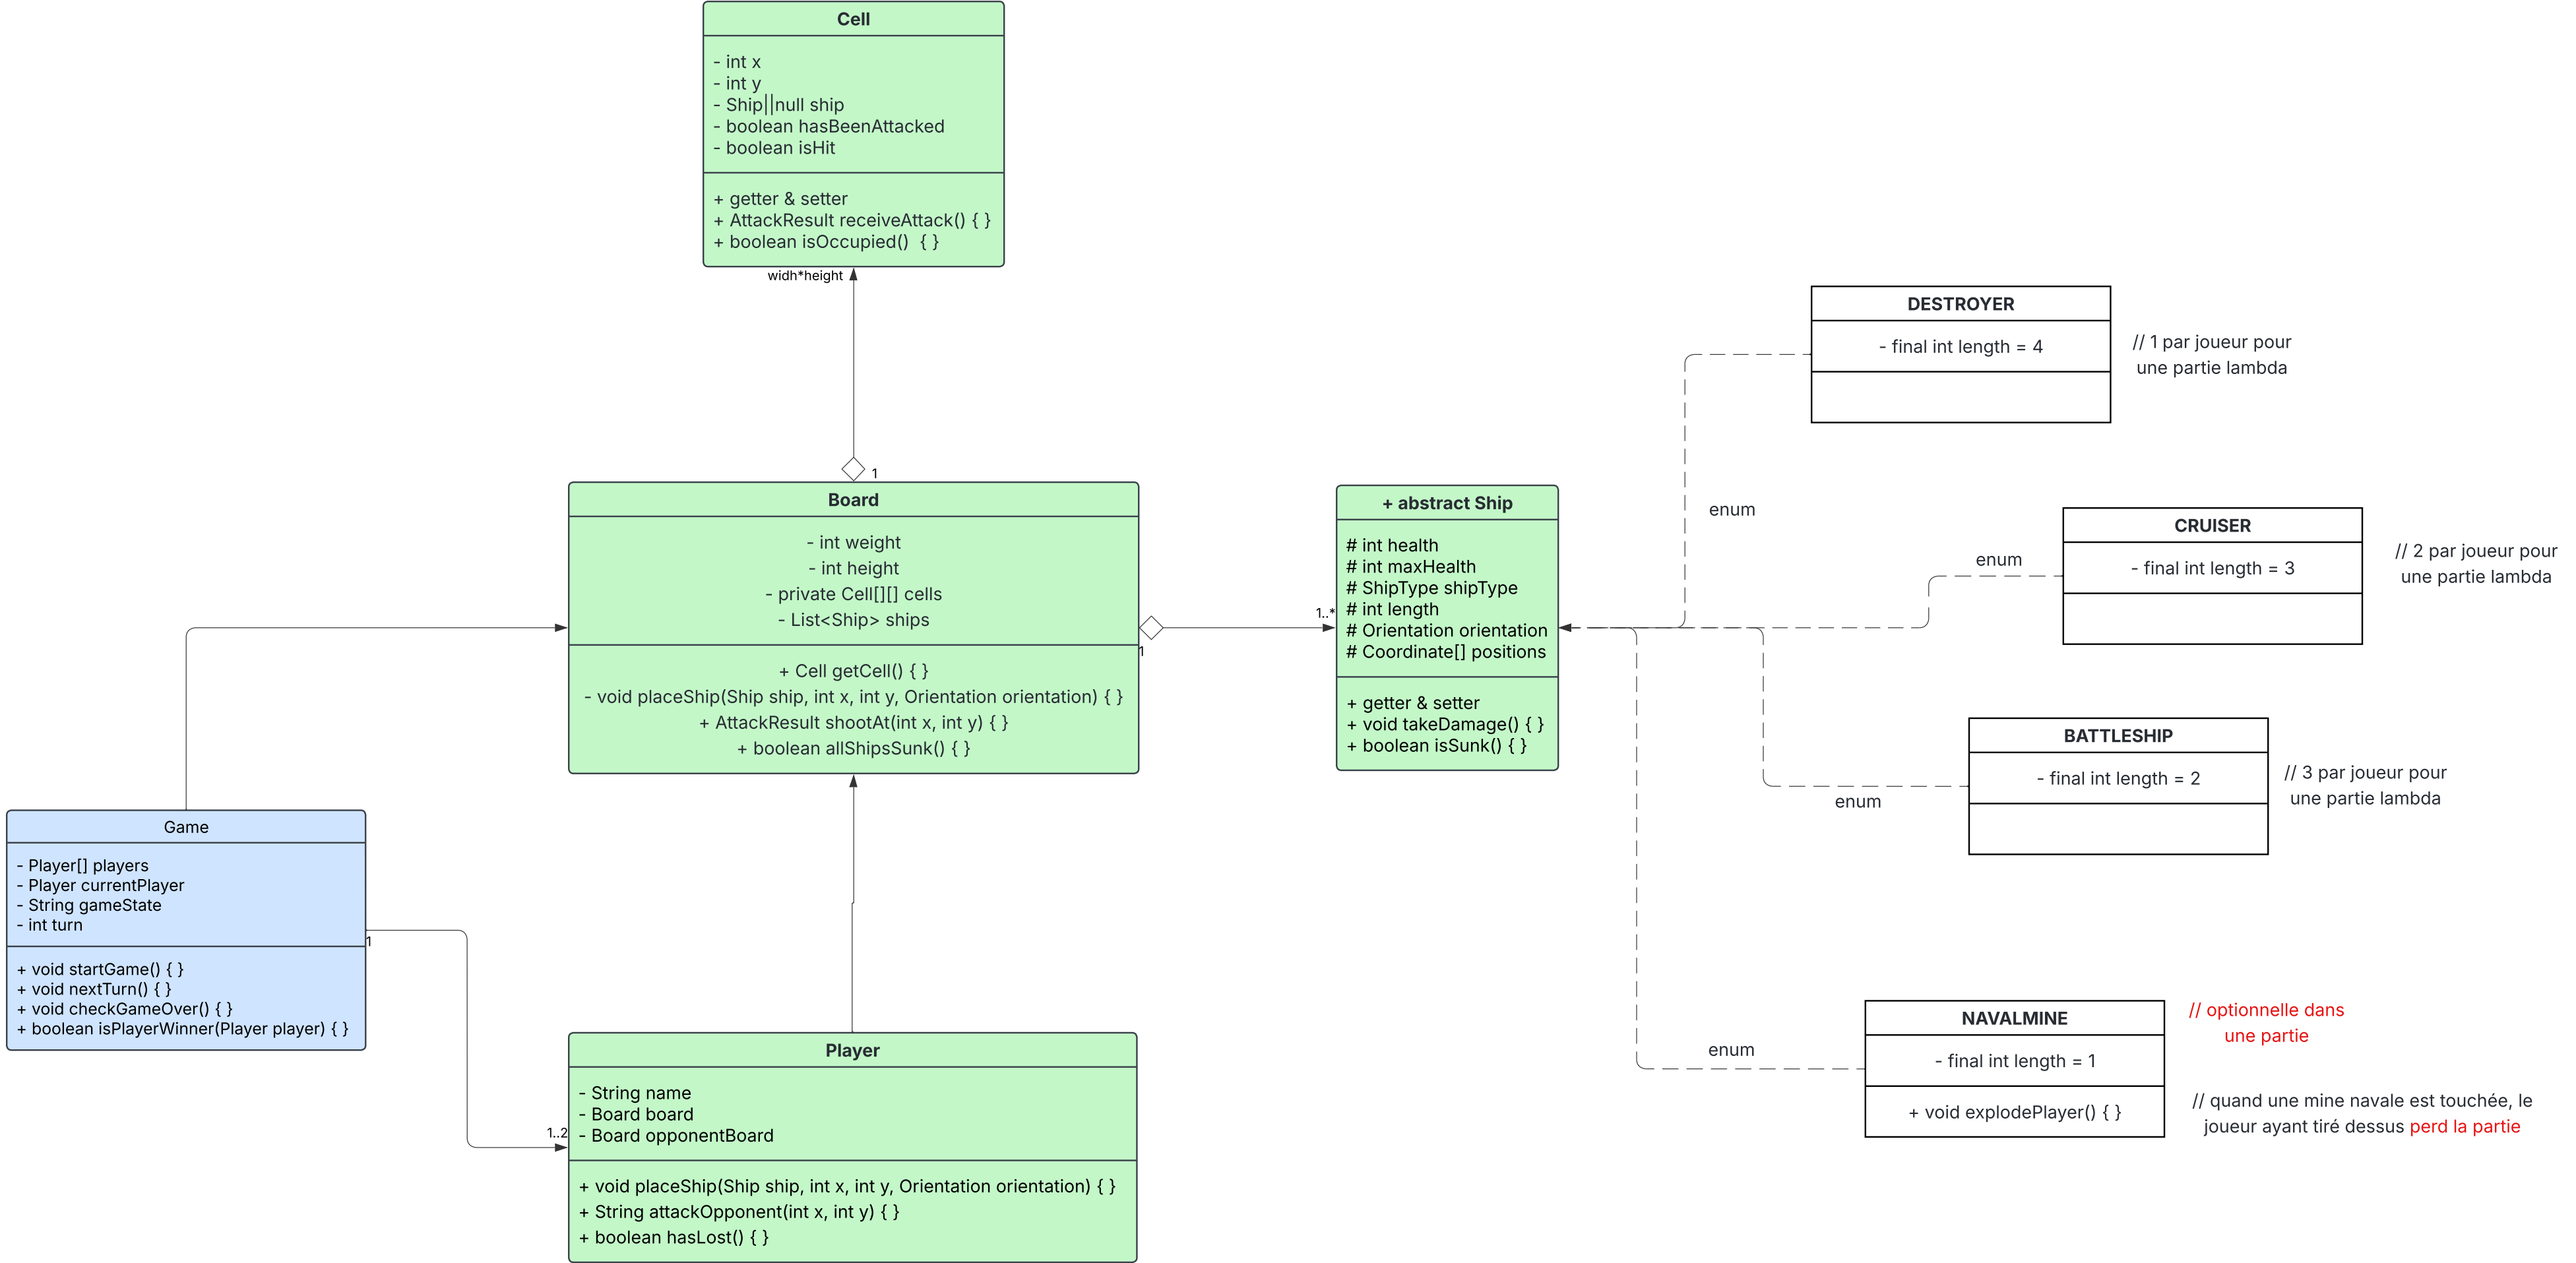 Cell
- int x
- int y
- Ship||null ship
- boolean hasBeenAttacked
- boolean isHit
+ getter & setter
+ AttackResult receiveAttack() { }
+ boolean isOccupied()  { }
widh*height
1
Board
- int weight
- int height
- private Cell[][] cells
- List<Ship> ships
+ Cell getCell() { }
- void placeShip(Ship ship, int x, int y, Orientation orientation) { }
+ AttackResult shootAt(int x, int y) { }
+ boolean allShipsSunk() { }
1
1..*
+ abstract Ship
# int health
# int maxHealth
# ShipType shipType
# int length
# Orientation orientation
# Coordinate[] positions
+ getter & setter
+ void takeDamage() { }
+ boolean isSunk() { }
DESTROYER
- final int length = 4
// 1 par joueur pour
une partie lambda
enum
CRUISER
- final int length = 3
// 2 par joueur pour
une partie lambda
enum
BATTLESHIP
- final int length = 2
// 3 par joueur pour
une partie lambda
enum
NAVALMINE
- final int length = 1
+ void explodePlayer() { }
// optionnelle dans
une partie
// quand une mine navale est touchée, le
joueur ayant tiré dessus perd la partie
enum
Game
- Player[] players
- Player currentPlayer
- String gameState
- int turn
+ void startGame() { }
+ void nextTurn() { }
+ void checkGameOver() { }
+ boolean isPlayerWinner(Player player) { }
1
1..2
Player
- String name
- Board board
- Board opponentBoard
+ void placeShip(Ship ship, int x, int y, Orientation orientation) { }
+ String attackOpponent(int x, int y) { }
+ boolean hasLost() { }